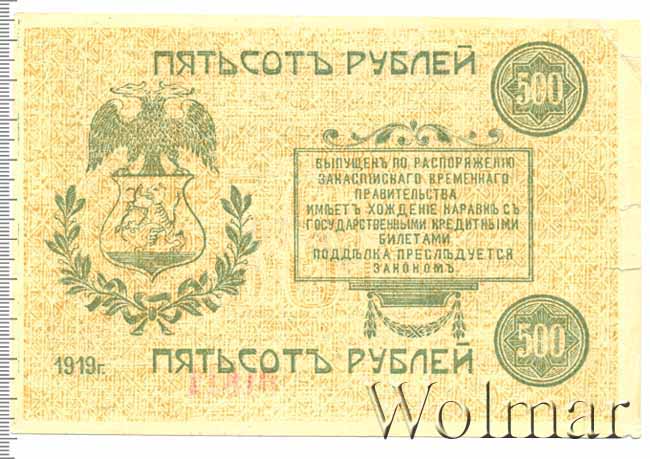 ПЯТЬСОТЪ РУБЛЕЙ
500
ВЫПУЩЕНЪ ПО РАСПОРЯЖЕНІЮ
ЗАКАСПІЙСКАГО ВРЕМЕННАГО
ПРАВИТЕЛЬСТВА
ИМѢЕТЪ ХОЖДЕНІЕ НАРАВНѢ СЪ
ГОСУДАРСТВЕННЫМИ КРЕДИТНЫМИ
БИЛЕТАМИ
ПОДДѢЛКА ПРЕСЛѢДУЕТСЯ
ЗАКОНОМЪ.
500
1919г.
ПЯТЬСОТЪ РУБЛЕЙ
Wolmar